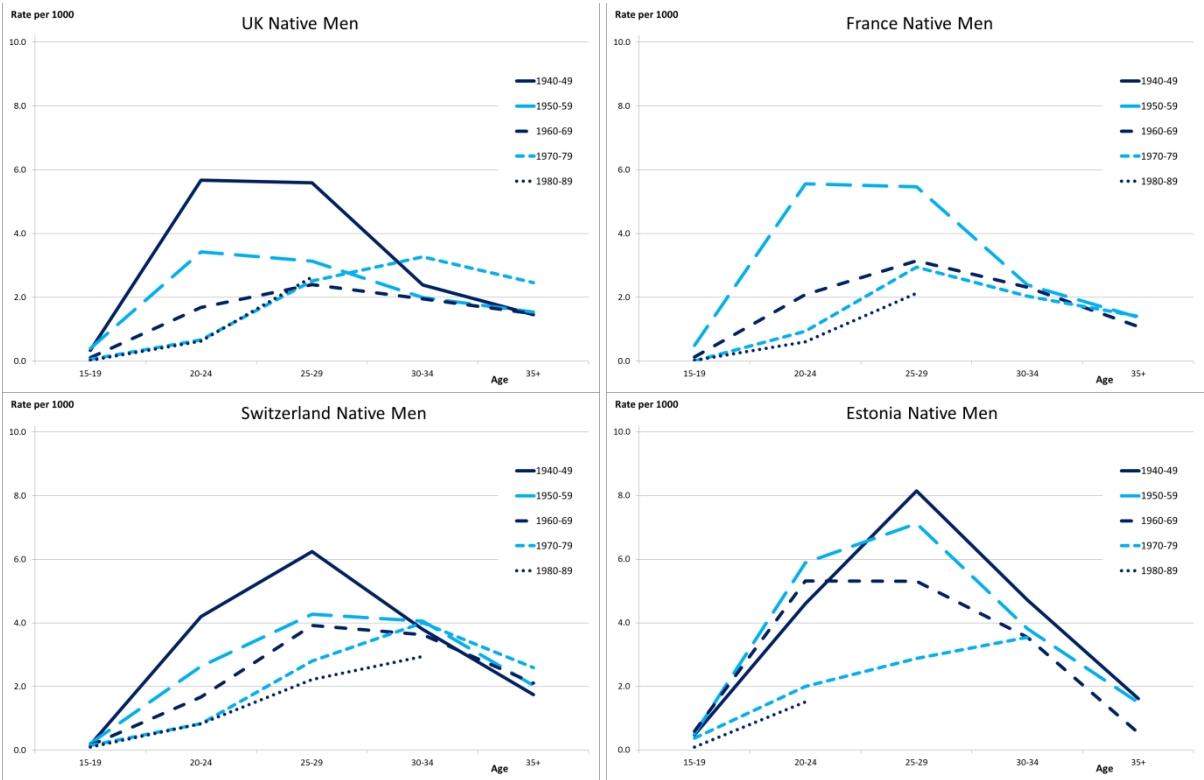 Rate per 1000
UK Native Men
10.0
8.0
6.0
4.0
2.0
0.0
1940-49
1950-59
1960-69
1970-79
1980-89
15-19 20-24 25-29 30-34 35+
Age
Rate per 1000
France Native Men
10.0
8.0
6.0
4.0
2.0
0.0
1940-49
1950-59
1960-69
1970-79
1980-89
15-19 20-24 25-29 30-34 35+
Age
Rate per 1000
Switzerland Native Men
10.0
8.0
6.0
4.0
2.0
0.0
1940-49
1950-59
1960-69
1970-79
1980-89
15-19 20-24 25-29 30-34 35+
Age
Rate per 1000
Estonia Native Men
10.0
8.0
6.0
4.0
2.0
0.0
1940-49
1950-59
1960-69
1970-79
1980-89
15-19 20-24 25-29 30-34 35+
Age